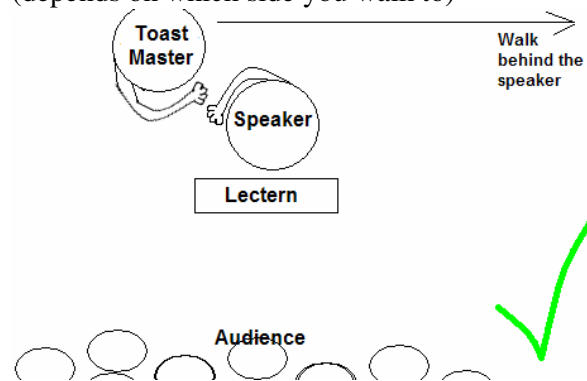 (depends on which side you walk to)
Toast
Master
Walk
behind the
speaker
Speaker
Lectern
Audience